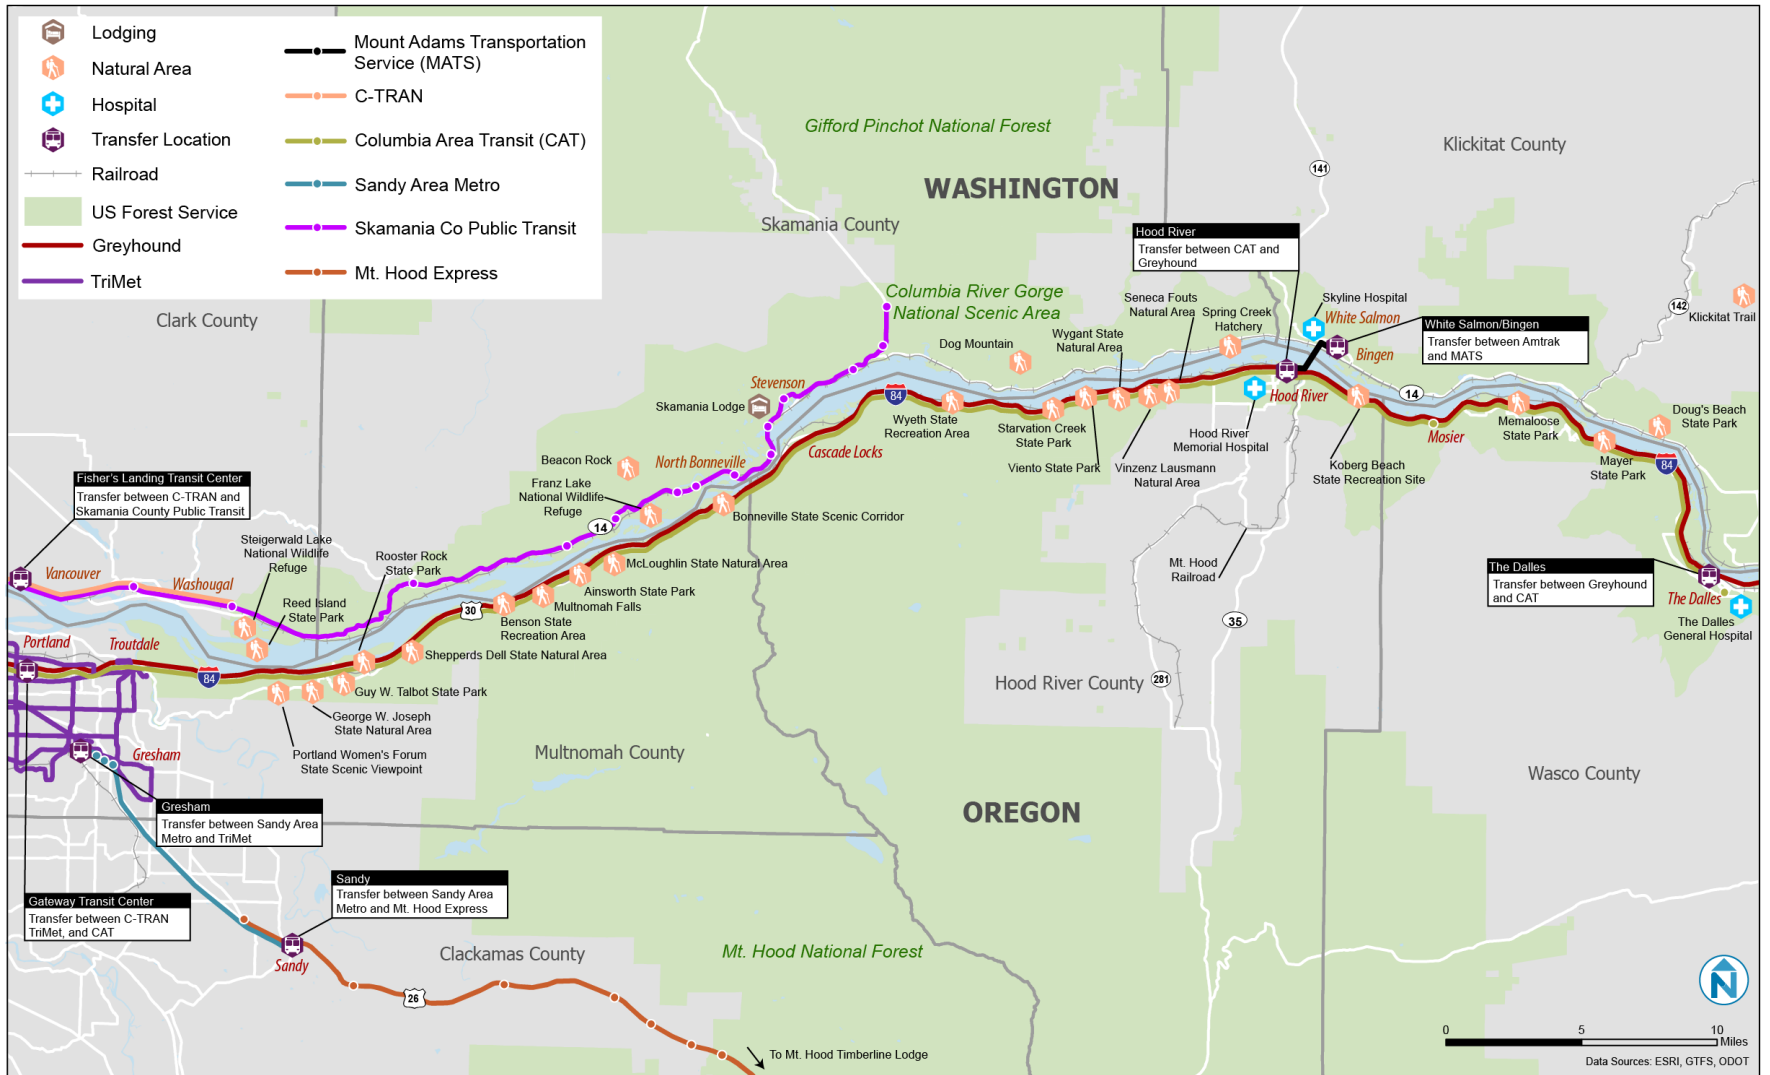 Lodging
Natural Area
Hospital
Transfer Location
Railroad
US Forest Service
Greyhound
TriMet
Mount Adams Transportation
Service (MATS)
C-TRAN
Columbia Area Transit (CAT)
Sandy Area Metro
Skamania Co Public Transit
Mt. Hood Express
Gifford Pinchot National Forest
WASHINGTON
Klickitat County
Skamania County
Clark County
141
142
Hood River
Transfer between CAT and
Greyhound
Columbia River Gorge
National Scenic Area
Seneca Fouts
Natural Area
Spring Creek
Hatchery
Skyline Hospital
White Salmon
Bingen
White Salmon/Bingen
Transfer between Amtrak
and MATS
Klickitat Trail
Dog Mountain
Wygant State
Natural Area
Stevenson
Skamania Lodge
84
Wyeth State
Recreation Area
Starvation Creek
State Park
Viento State Park
Vinzenz Lausmann
Natural Area
Hood River
Hood River
Memorial Hospital
Koberg Beach
State Recreation Site
14
Mosier
Memaloose
State Park
Mayer
State Park
Doug's Beach
State Park
84
Cascade Locks
North Bonneville
Beacon Rock
Franz Lake
National Wildlife
Refuge
14
Bonneville State Scenic Corridor
McLoughlin State Natural Area
Ainsworth State Park
Multnomah Falls
Benson State
Recreation Area
Shepperds Dell State Natural Area
30
Rooster Rock
State Park
Fisher's Landing Transit Center
Transfer between C-TRAN and
Skamania County Public Transit
Steigerwald Lake
National Wildlife
Refuge
Reed Island
State Park
Vancouver
Washougal
Portland
Troutdale
84
Guy W. Talbot State Park
George W. Joseph
State Natural Area
Portland Women's Forum
State Scenic Viewpoint
Gresham
Gresham
Transfer between Sandy Area
Metro and TriMet
Gateway Transit Center
Transfer between C-TRAN
TriMet, and CAT
Sandy
Transfer between Sandy Area
Metro and Mt. Hood Express
Sandy
26
Clackamas County
Multnomah County
Mt. Hood National Forest
OREGON
Hood River County
281
35
Mt. Hood
Railroad
Wasco County
The Dalles
Transfer between Greyhound
and CAT
The Dalles
The Dalles
General Hospital
To Mt. Hood Timberline Lodge
N
0 5 10
Miles
Data Sources: ESRI, GTFS, ODOT